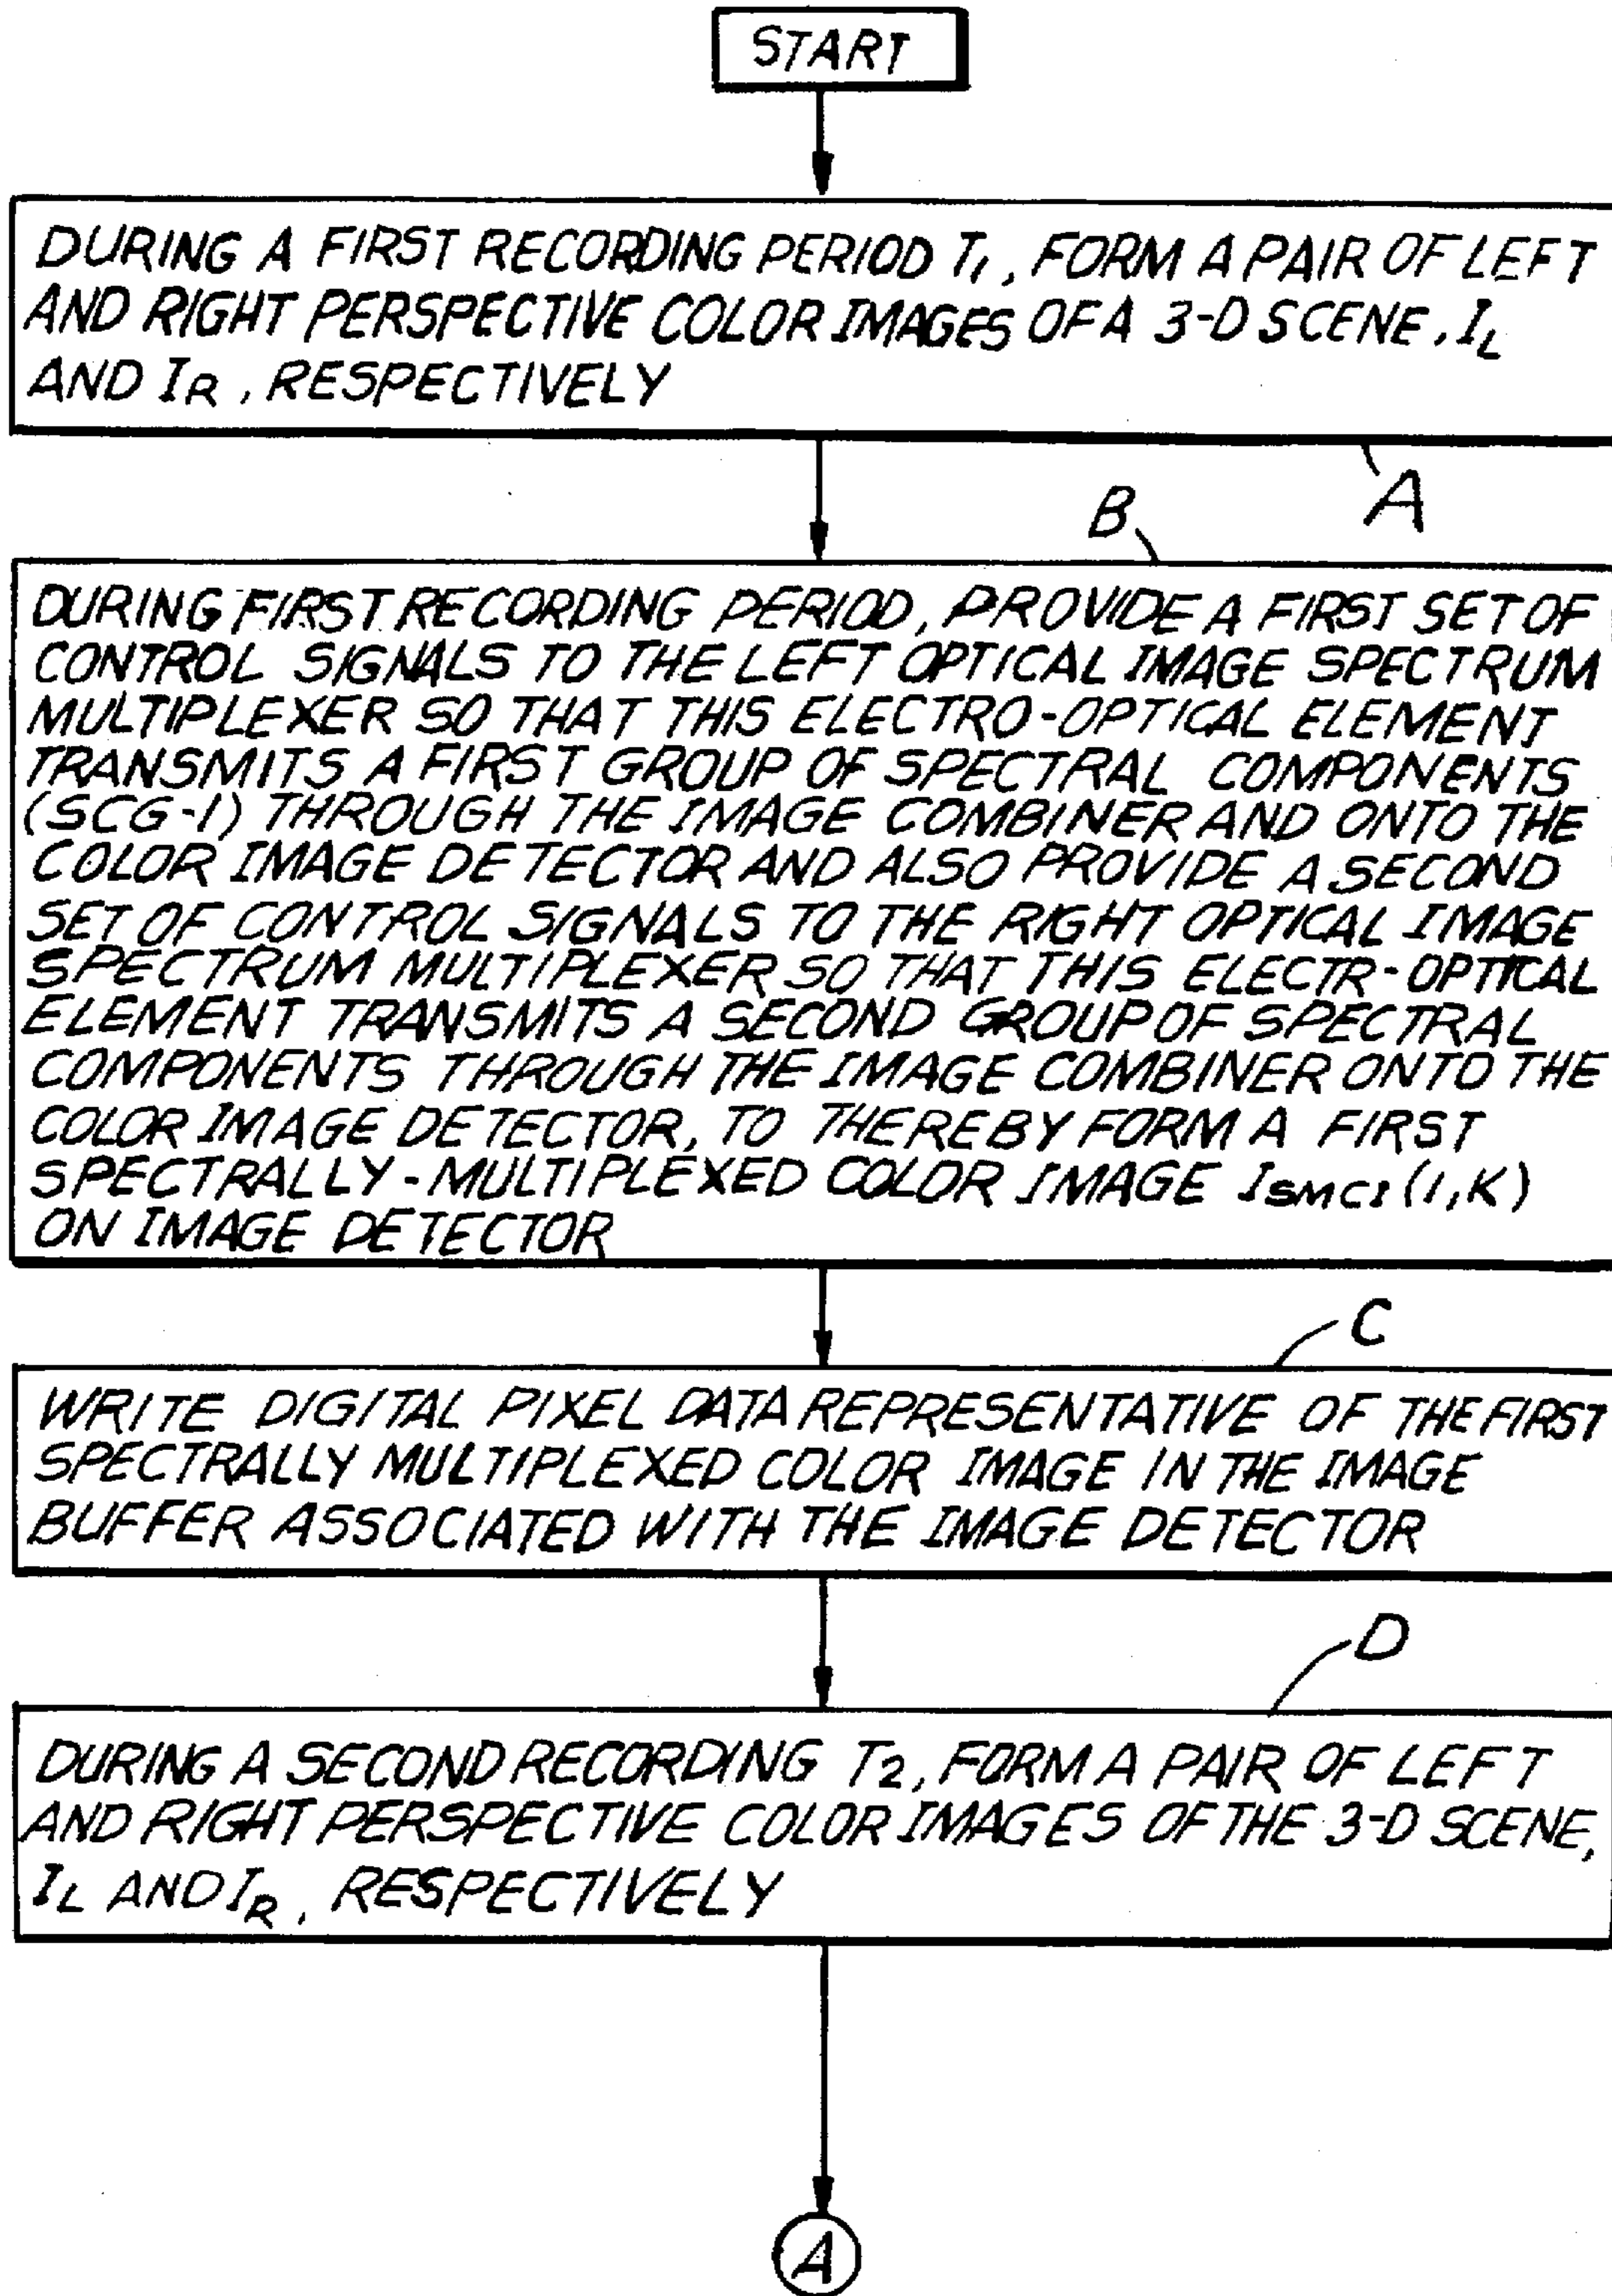 START
DURING A FIRST RECORDING PERIOD T1, FORM A PAIR OF LEFT
AND RIGHT PERSPECTIVE COLOR IMAGES OF A 3-D SCENE, IL
AND IR, RESPECTIVELY
A
B
DURING FIRST RECORDING PERIOD, PROVIDE A FIRST SET OF
CONTROL SIGNALS TO THE LEFT OPTICAL IMAGE SPECTRUM
MULTIPLEXER SO THAT THIS ELECTRO-OPTICAL ELEMENT
TRANSMITS A FIRST GROUP OF SPECTRAL COMPONENTS
(SCG-1) THROUGH THE IMAGE COMBINER AND ONTO THE
COLOR IMAGE DETECTOR AND ALSO PROVIDE A SECOND
SET OF CONTROL SIGNALS TO THE RIGHT OPTICAL IMAGE
SPECTRUM MULTIPLEXER SO THAT THIS ELECTR-OPTICAL
ELEMENT TRANSMITS A SECOND GROUP OF SPECTRAL
COMPONENTS THROUGH THE IMAGE COMBINER ONTO THE
COLOR IMAGE DETECTOR, TO THEREBY FORM A FIRST
SPECTRALLY-MULTIPLEXED COLOR IMAGE ISMCI (1,K)
ON IMAGE DETECTOR
C
WRITE DIGITAL PIXEL DATA REPRESENTATIVE OF THE FIRST
SPECTRALLY MULTIPLEXED COLOR IMAGE IN THE IMAGE
BUFFER ASSOCIATED WITH THE IMAGE DETECTOR
D
DURING A SECOND RECORDING T2, FORM A PAIR OF LEFT
AND RIGHT PERSPECTIVE COLOR IMAGES OF THE 3-D SCENE,
IL AND IR, RESPECTIVELY
A